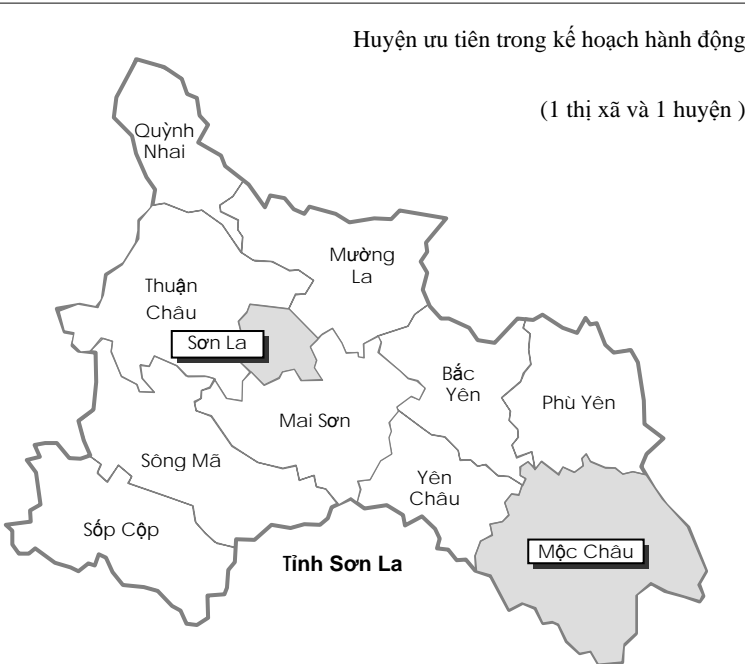 Huyện ưu tiên trong kế hoạch hành động
(1 thị xã và 1 huyện )
Quỳnh
Nhai
Mường
La
Thuận
Châu
Sơn La
Bắc
Yên
Phù Yên
Mai Sơn
Sông Mã
Yên
Châu
Sốp Cộp
Mộc Châu
Tỉnh Sơn La